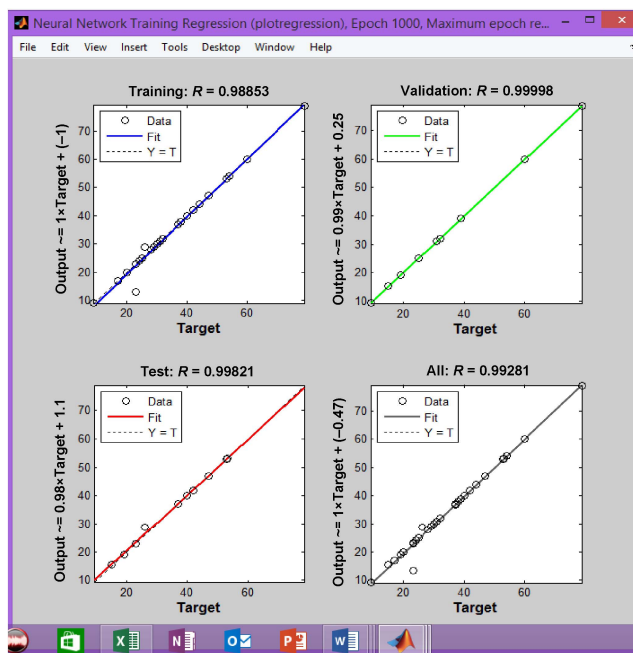 Neural Network Training Regression (plotregression), Epoch 1000, Maximum epoch re...
File Edit View Insert Tools Desktop Window Help
Training: R = 0.98853
Output ~= 1×Target + (−1)
70
60
50
40
30
20
10
Data
Fit
Y = T
20 40 60
Target
Validation: R = 0.99998
Output ~= 0.99×Target + 0.25
70
60
50
40
30
20
10
Data
Fit
Y = T
20 40 60
Target
Test: R = 0.99821
Output ~= 0.98×Target + 1.1
70
60
50
40
30
20
10
Data
Fit
Y = T
20 40 60
Target
All: R = 0.99281
Output ~= 1×Target + (−0.47)
70
60
50
40
30
20
10
Data
Fit
Y = T
20 40 60
Target
X N O P W